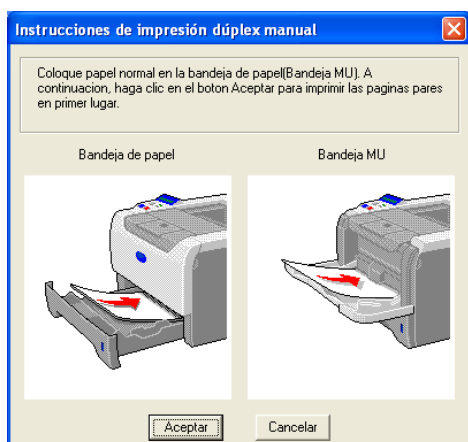 Instrucciones de impresión dúplex manual
Coloque papel normal en la bandeja de papel(Bandeja MU). A
continuacion, haga clic en el boton Aceptar para imprimir las paginas pares
en primer lugar.
Bandeja de papel
Bandeja MU
Aceptar
Cancelar